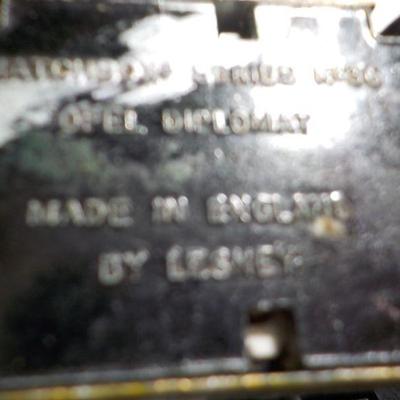 MATCHBOX SERIES Nº36
OPEL DIPLOMAT
MADE IN ENGLAND
BY LESNEY